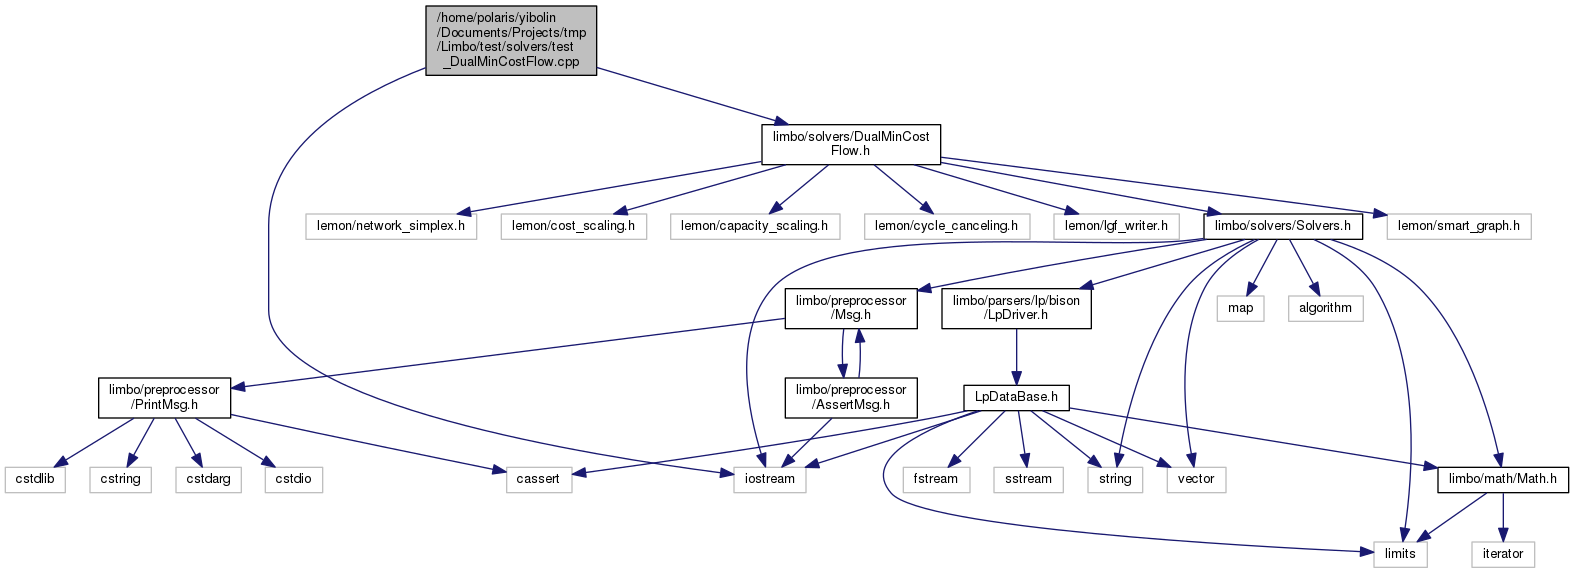 /home/polaris/yibolin
/Documents/Projects/tmp
/Limbo/test/solvers/test
_DualMinCostFlow.cpp
limbo/solvers/DualMinCost
Flow.h
lemon/network_simplex.h
lemon/cost_scaling.h
lemon/capacity_scaling.h
lemon/cycle_canceling.h
lemon/lgf_writer.h
limbo/solvers/Solvers.h
lemon/smart_graph.h
limbo/preprocessor
/Msg.h
limbo/parsers/lp/bison
/LpDriver.h
map
algorithm
limbo/preprocessor
/PrintMsg.h
limbo/preprocessor
/AssertMsg.h
LpDataBase.h
cstdlib
cstring
cstdarg
cstdio
cassert
iostream
fstream
sstream
string
vector
limbo/math/Math.h
limits
iterator